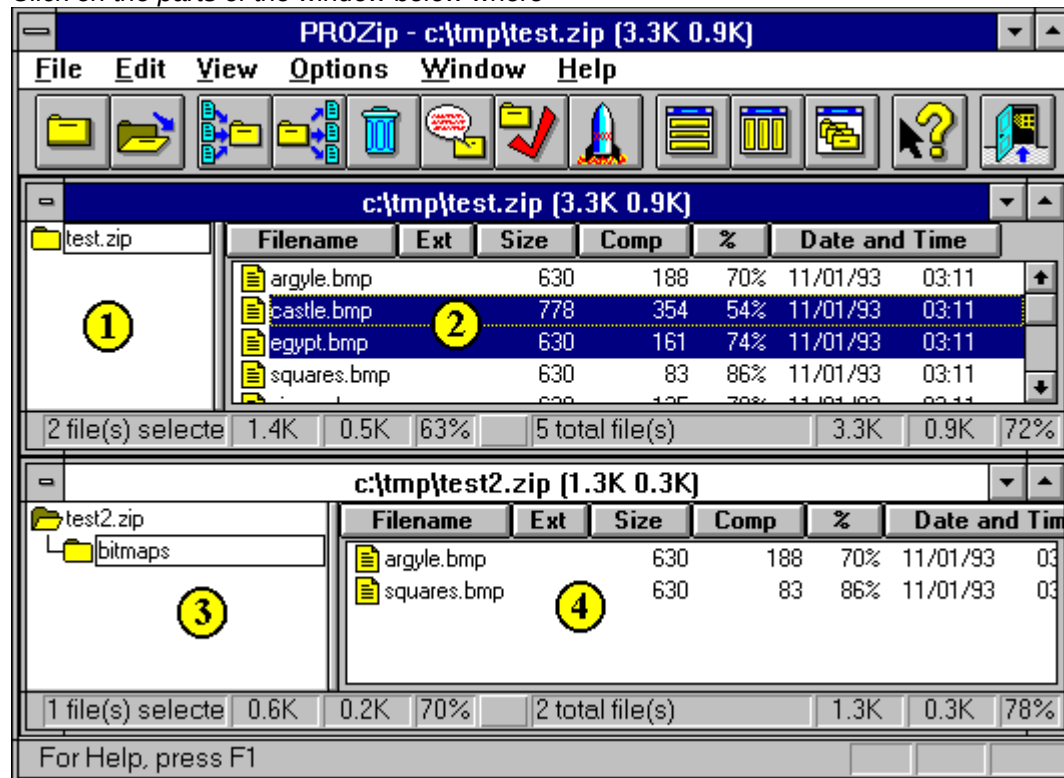 Click on the parts of the window below where
PROZip - c:\tmp\test.zip (3.3K 0.9K)
File Edit View Options Window Help
c:\tmp\test.zip (3.3K 0.9K)
test.zip Filename Ext Size Comp % Date and Time
argyle.bmp 630 188 70% 11/01/93 03:11
1 castle.bmp 2 778 354 54% 11/01/93 03:11
egypt.bmp 630 161 74% 11/01/93 03:11
squares.bmp 630 83 86% 11/01/93 03:11
2 file(s) selecte 1.4K 0.5K 63% 5 total file(s) 3.3K 0.9K 72%
c:\tmp\test2.zip (1.3K 0.3K)
test2.zip Filename Ext Size Comp % Date and Tim
bitmaps argyle.bmp 630 188 70% 11/01/93 03
squares.bmp 630 83 86% 11/01/93 03
3 4
1 file(s) selecte 0.6K 0.2K 70% 2 total file(s) 1.3K 0.3K 78%
For Help, press F1